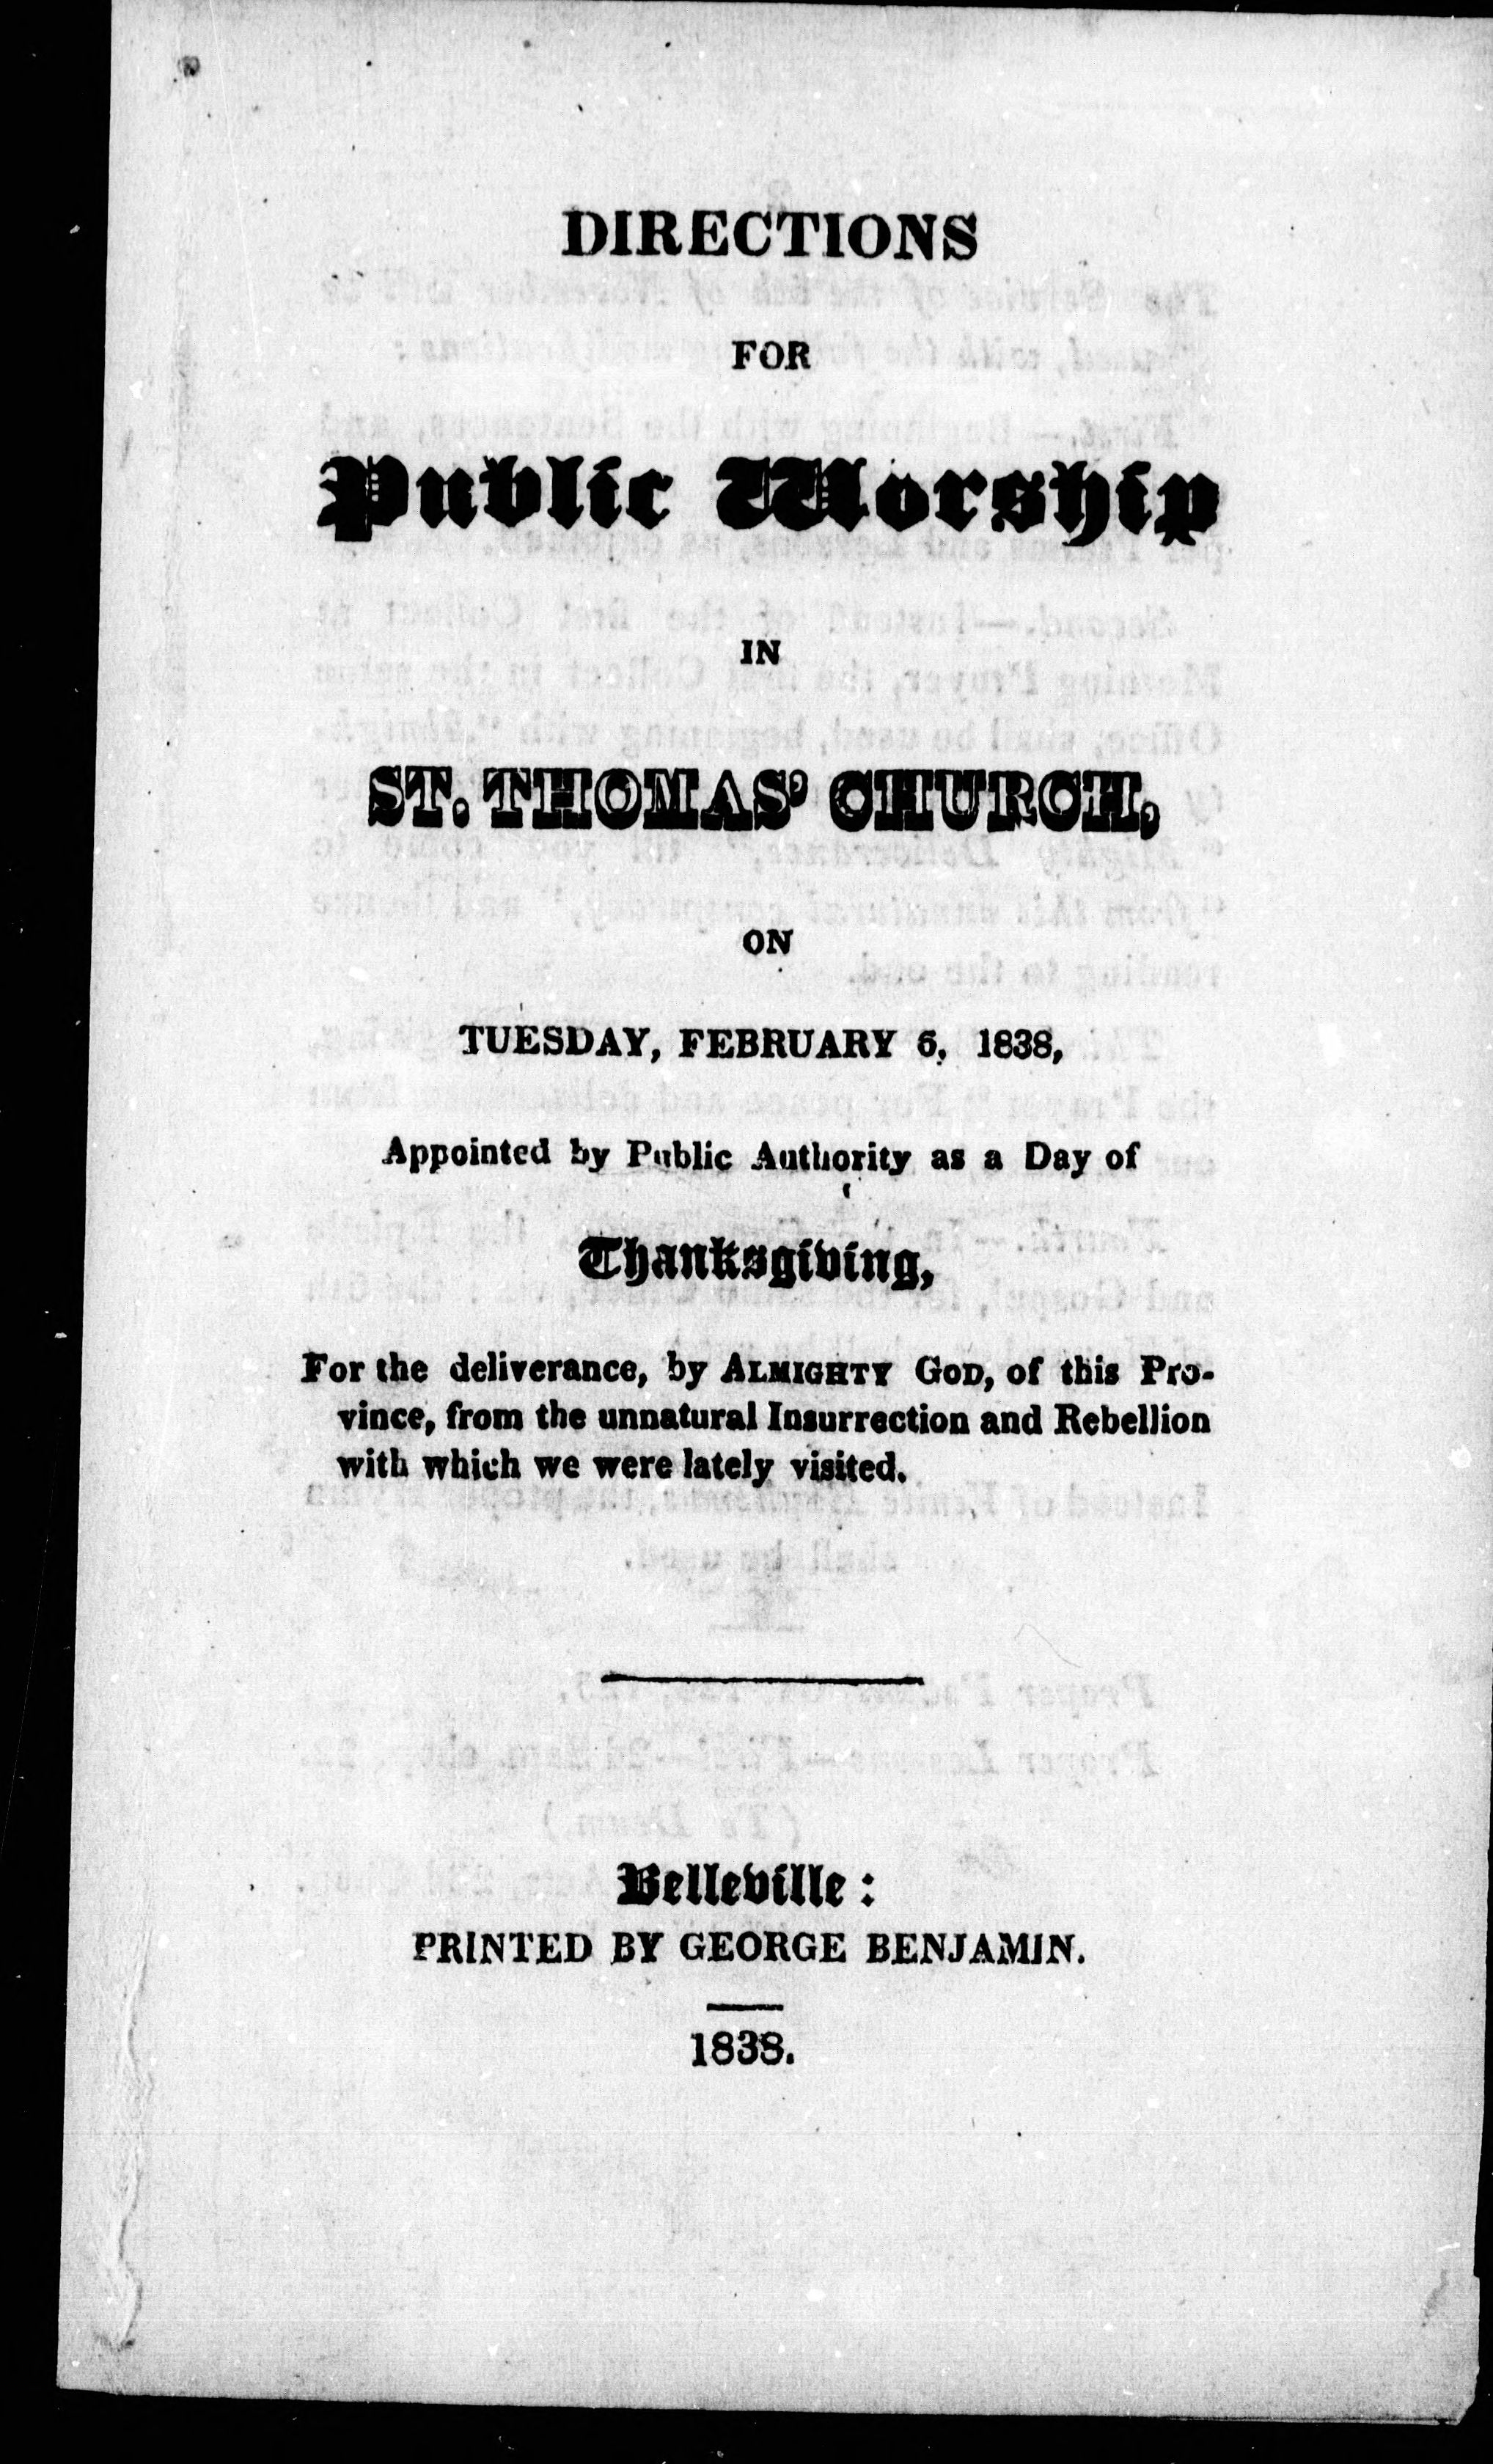 DIRECTIONS
FOR
Public Worship
IN
ST. THOMAS' CHURCH,
ON
TUESDAY, FEBRUARY 6, 1838,
Appointed by Public Authority as a Day of
Thanksgiving,
For the deliverance, by ALMIGHTY GOD, of this Pro-
vince, from the unnatural Insurrection and Rebellion
with which we were lately visited.
Belleville:
PRINTED BY GEORGE BENJAMIN.
1838.